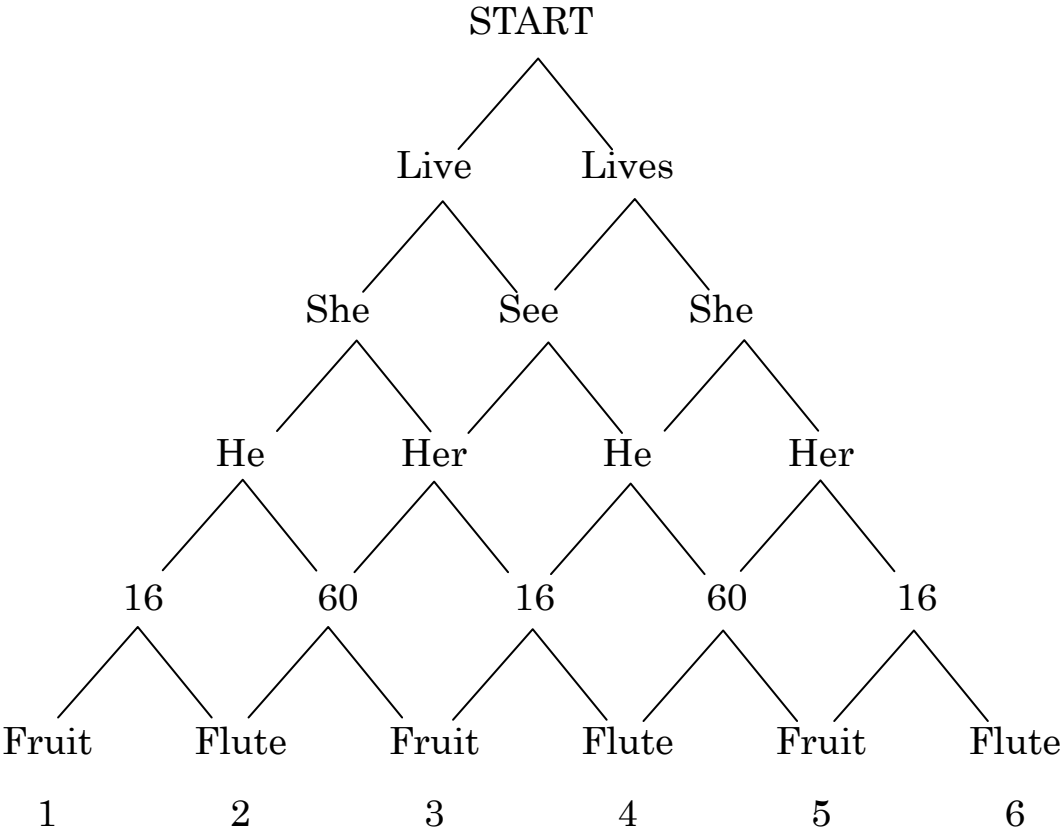 START
Live Lives
She See She
He Her He Her
16 60 16 60 16
Fruit Flute Fruit Flute Fruit Flute
1 2 3 4 5 6